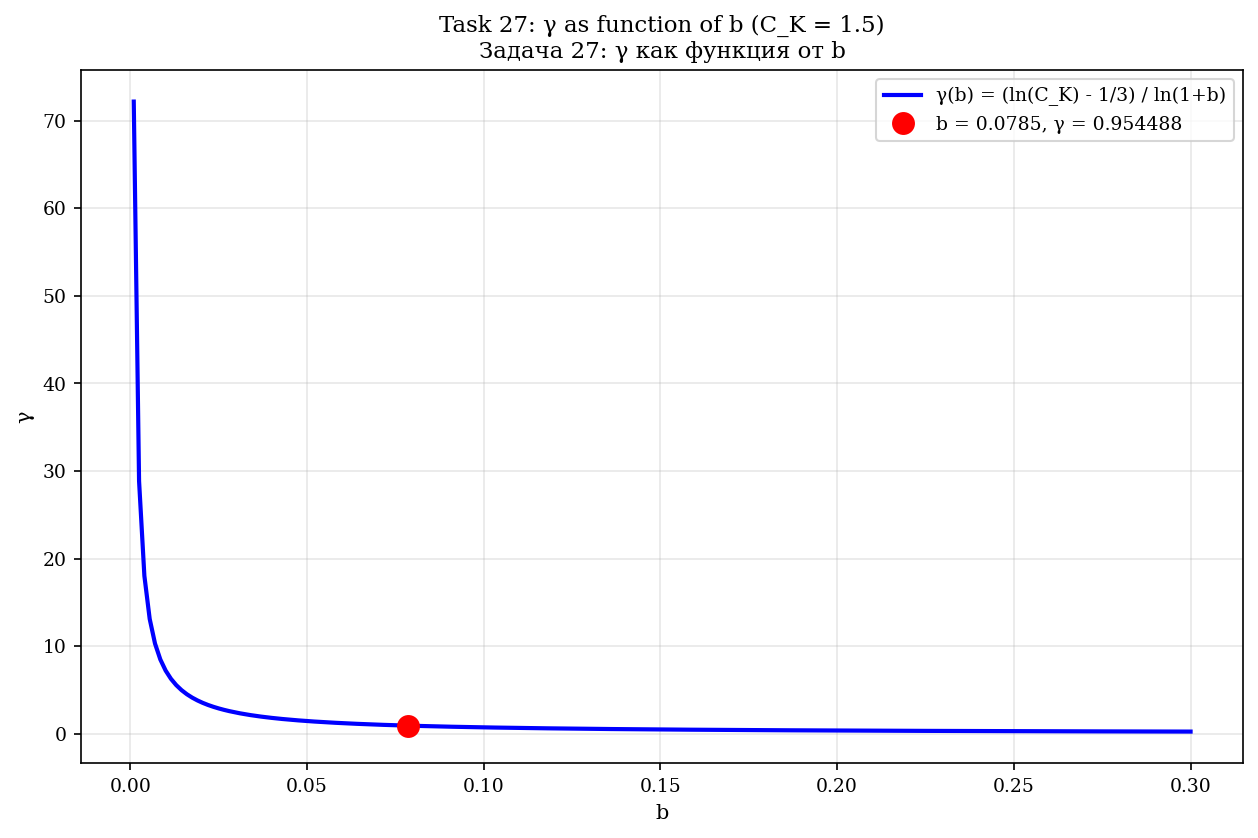 Task 27: γ as function of b (C_K = 1.5)
Задача 27: γ как функция от b
γ(b) = (ln(C_K) - 1/3) / ln(1+b)
b = 0.0785, γ = 0.954488
70
60
50
40
30
20
10
0
γ
0.00 0.05 0.10 0.15 0.20 0.25 0.30
b